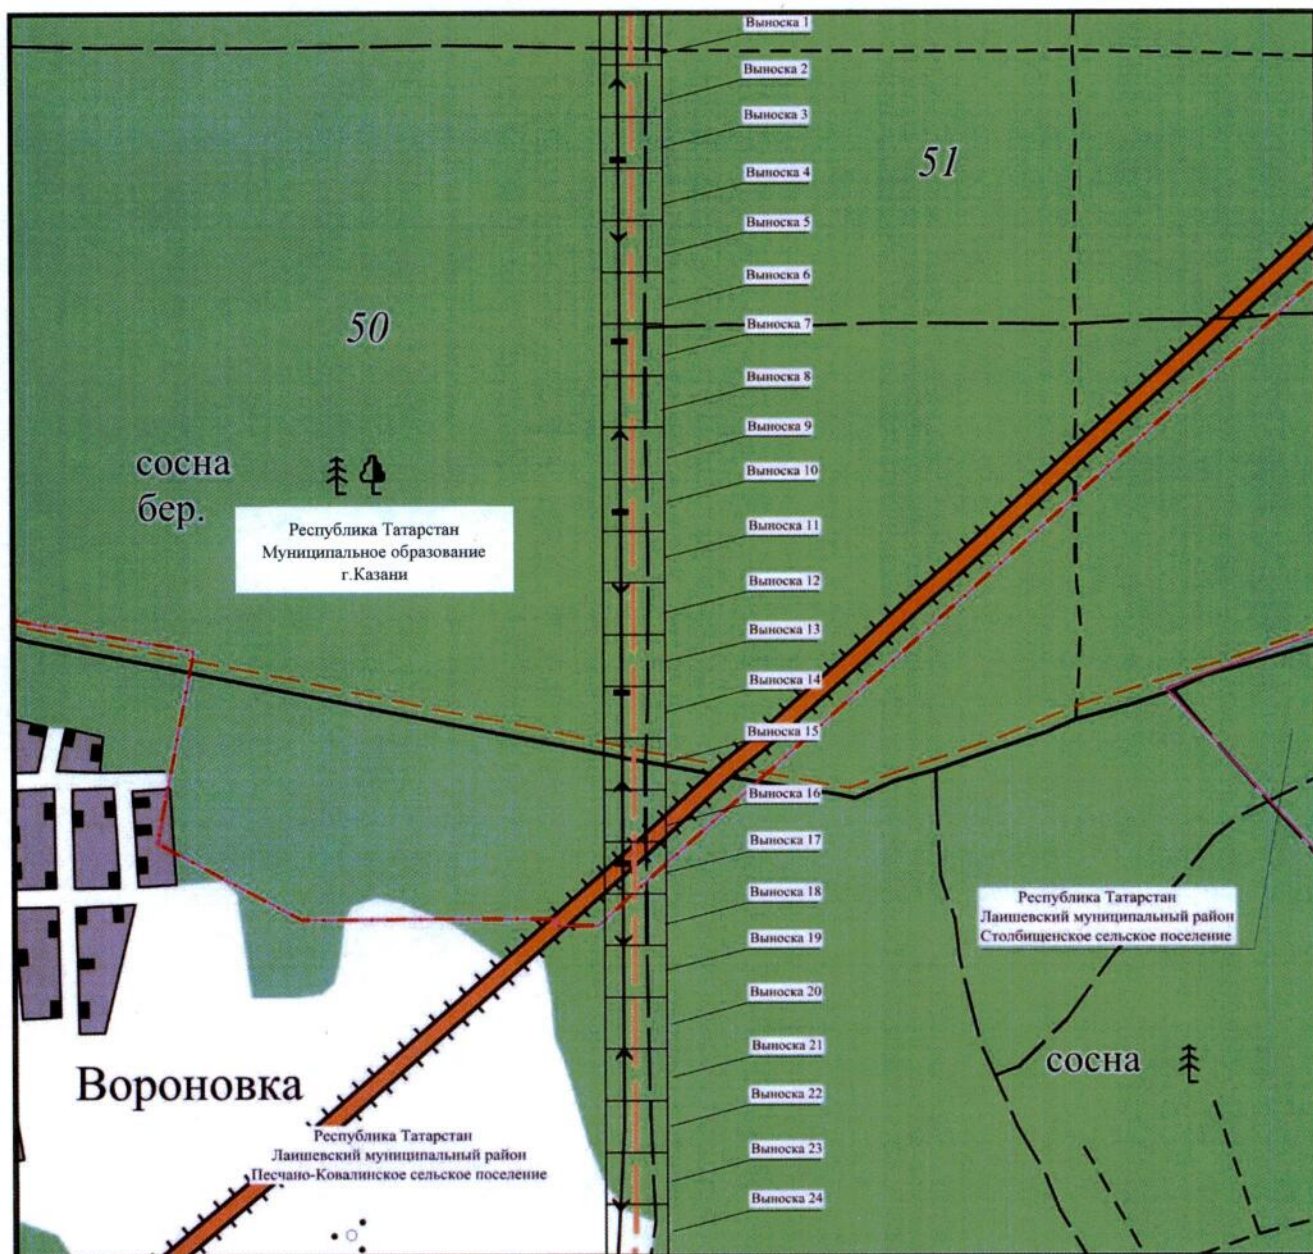 Выноска 1
Выноска 2
Выноска 3
51
Выноска 4
Выноска 5
Выноска 6
50
Выноска 7
Выноска 8
Выноска 9
сосна
бер.
Выноска 10
Республика Татарстан
Муниципальное образование
г.Казани
Выноска 11
Выноска 12
Выноска 13
Выноска 14
Выноска 15
Выноска 16
Выноска 17
Выноска 18
Республика Татарстан
Лаишевский муниципальный район
Столбищенское сельское поселение
Выноска 19
Выноска 20
Выноска 21
сосна
Вороновка
Выноска 22
Республика Татарстан
Лаишевский муниципальный район
Песчано-Ковалинское сельское поселение
Выноска 23
Выноска 24